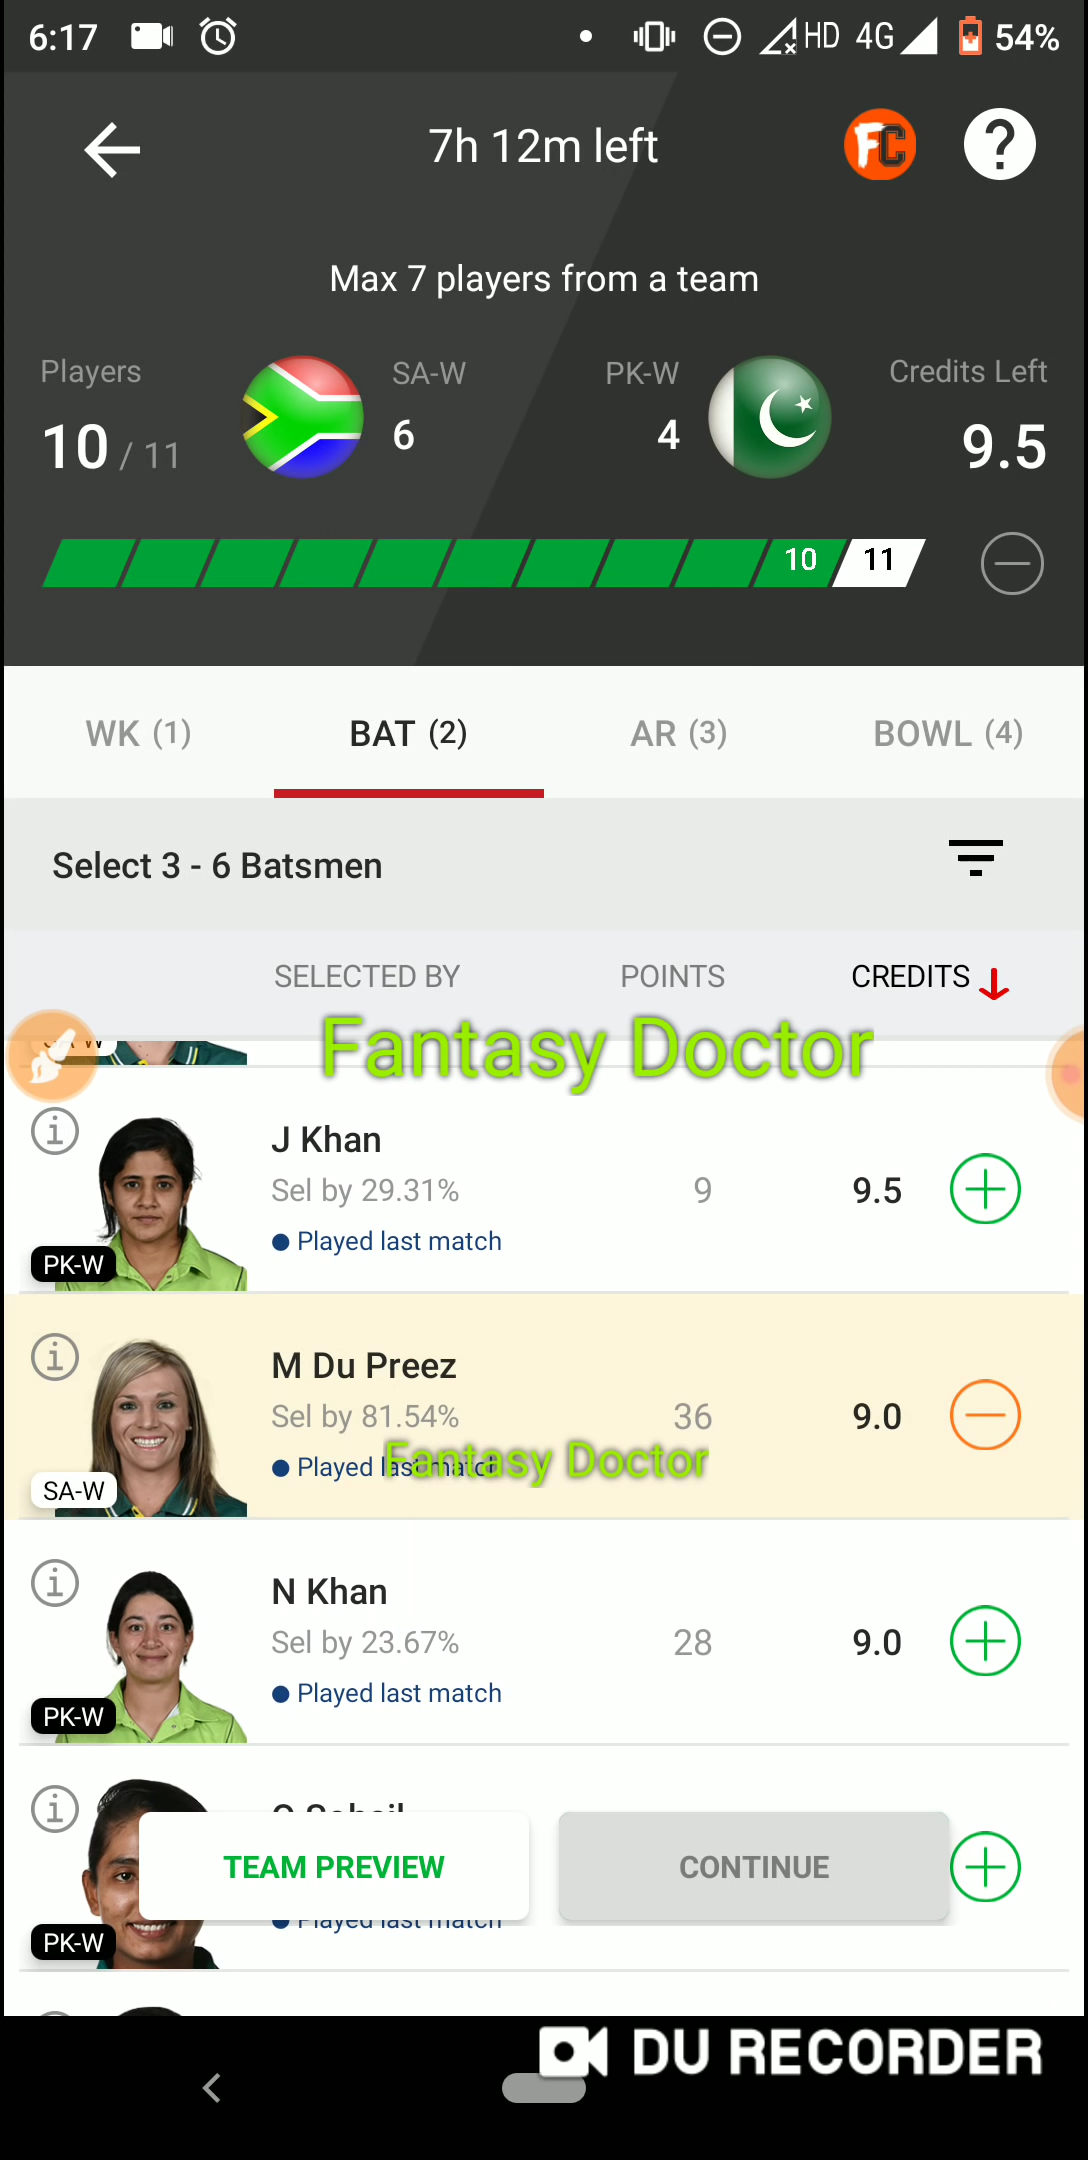 6:17 HD 4G 54%
7h 12m left FC ?
Max 7 players from a team
Players SA-W PK-W Credits Left
10 / 11 6 4 9.5
10 11
WK (1) BAT (2) AR (3) BOWL (4)
Select 3 - 6 Batsmen
SELECTED BY POINTS CREDITS
Fantasy Doctor
J Khan
Sel by 29.31% 9 9.5
Played last match
PK-W
M Du Preez
Sel by 81.54% 36 9.0
Played last match
Fantasy Doctor
SA-W
N Khan
Sel by 23.67% 28 9.0
Played last match
PK-W
TEAM PREVIEW CONTINUE
Played last match
PK-W
DU RECORDER